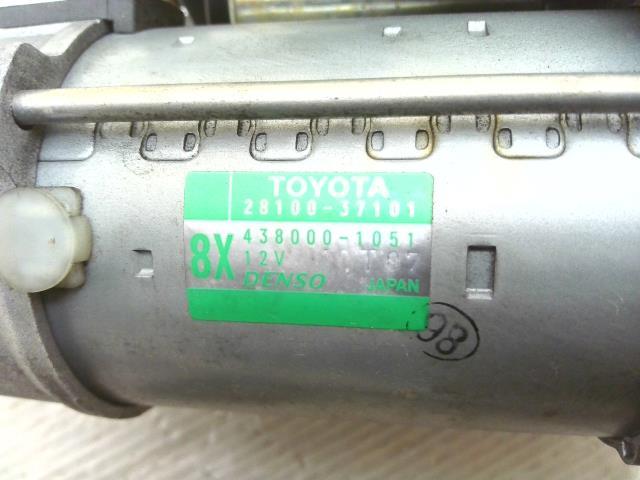 TOYOTA
28100-37101
438000-1051
8X
12V
DENSO JAPAN
98